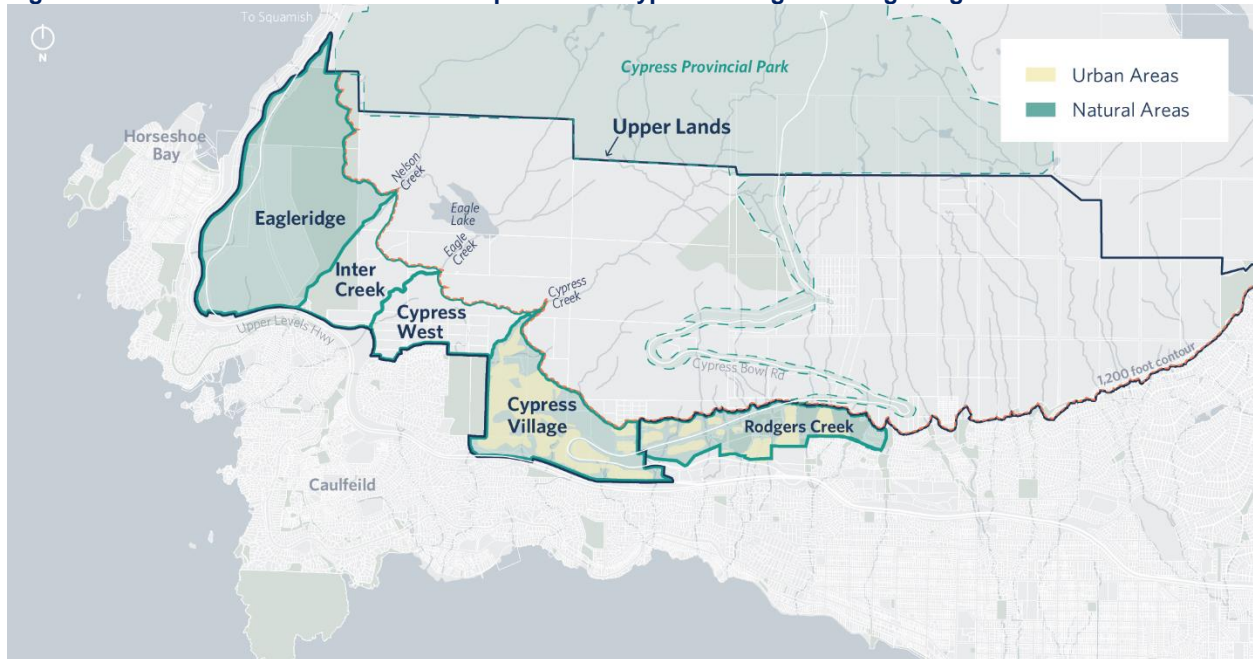 To Squamish
N
Cypress Provincial Park
Urban Areas
Natural Areas
Horseshoe
Bay
Upper Lands
Nelson
Creek
Eagle
Lake
Eagleridge
Eagle
Creek
Inter
Creek
Cypress
Creek
Cypress
West
Upper Levels Hwy
Cypress Bowl Rd
1,200 foot contour
Cypress
Village
Rodgers Creek
Caulfeild